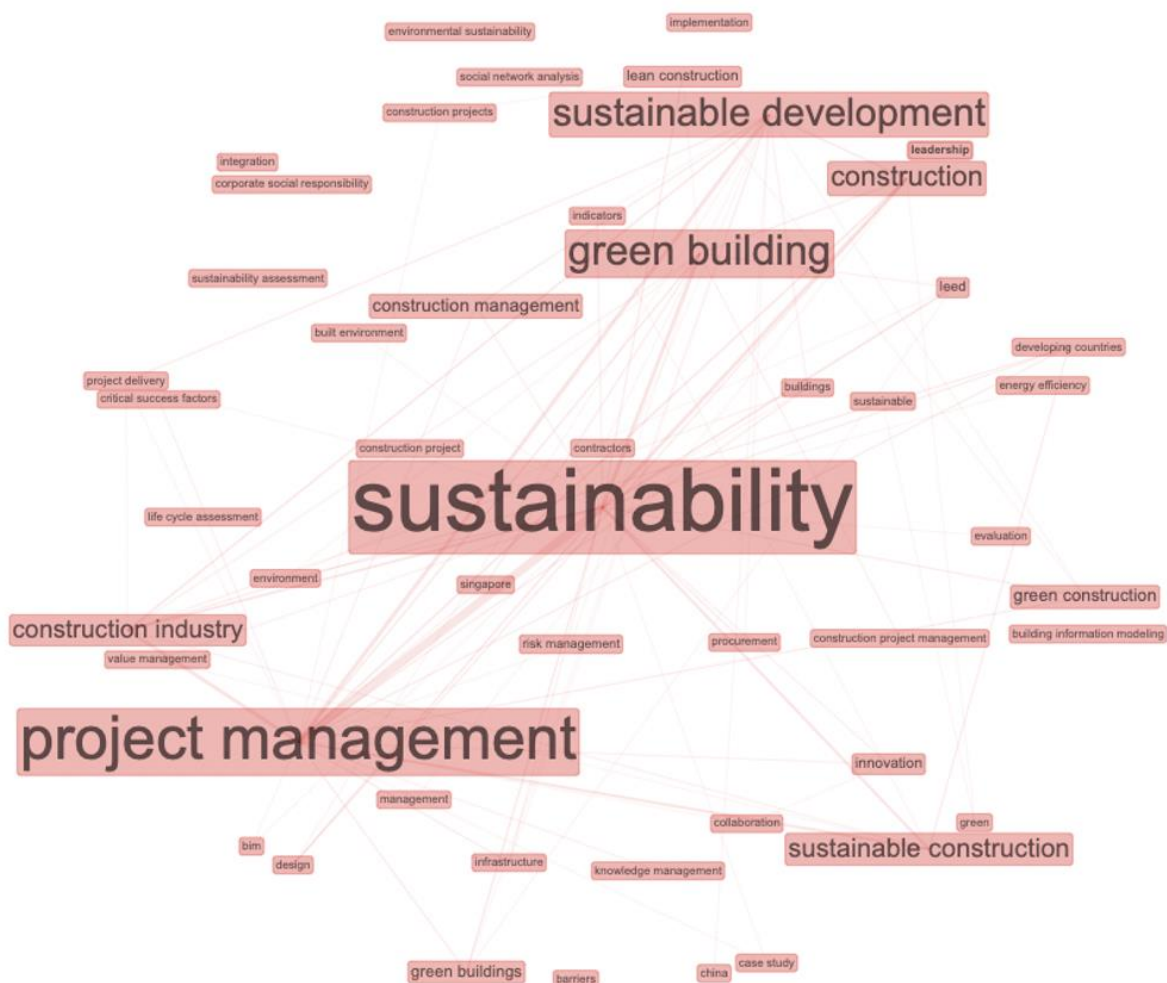 implementation
environmental sustainability
social network analysis
lean construction
sustainable development
construction projects
leadership
integration
corporate social responsibility
construction
indicators
green building
sustainability assessment
leed
construction management
built environment
developing countries
project delivery
critical success factors
buildings
energy efficiency
sustainable
construction project
contractors
sustainability
life cycle assessment
evaluation
environment
singapore
green construction
construction industry
building information modeling
risk management
procurement
construction project management
value management
project management
innovation
management
collaboration
green
bim
sustainable construction
design
infrastructure
knowledge management
case study
green buildings
china
barriers